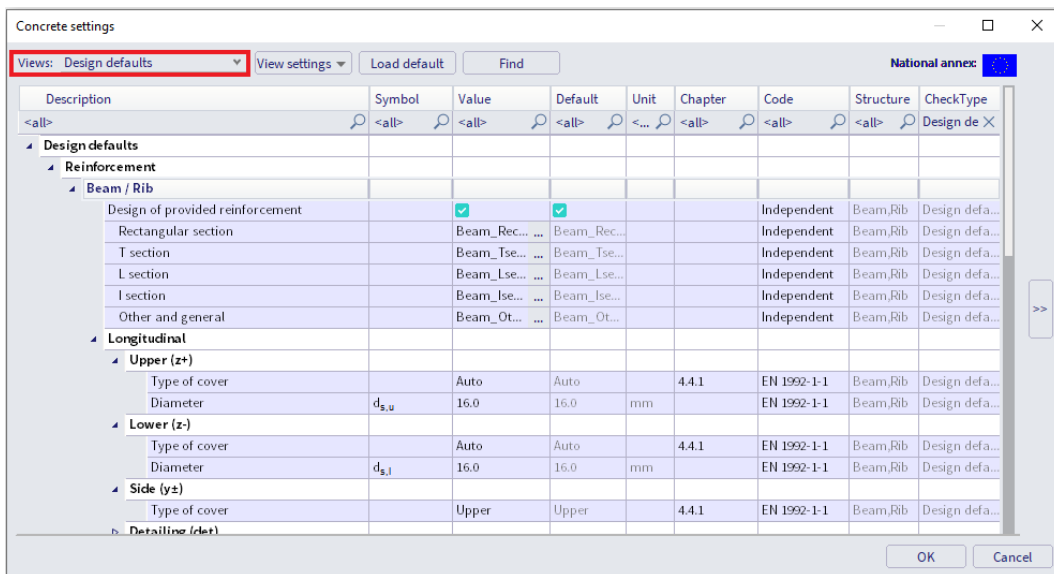 Concrete settings
Views: Design defaults View settings Load default Find National annex:
Description Symbol Value Default Unit Chapter Code Structure CheckType
<all> <all> <all> <all> <... <all> <all> <all> Design de
Design defaults
Reinforcement
Beam / Rib
Design of provided reinforcement Independent Beam,Rib Design defa...
Rectangular section Beam_Rec... ... Beam_Rec... Independent Beam,Rib Design defa...
T section Beam_Tse... ... Beam_Tse... Independent Beam,Rib Design defa...
L section Beam_Lse... ... Beam_Lse... Independent Beam,Rib Design defa...
I section Beam_Ise... ... Beam_Ise... Independent Beam,Rib Design defa...
Other and general Beam_Ot... ... Beam_Ot... Independent Beam,Rib Design defa...
>>
Longitudinal
Upper (z+)
Type of cover Auto Auto 4.4.1 EN 1992-1-1 Beam,Rib Design defa...
Diameter ds,u 16.0 16.0 mm EN 1992-1-1 Beam,Rib Design defa...
Lower (z-)
Type of cover Auto Auto 4.4.1 EN 1992-1-1 Beam,Rib Design defa...
Diameter ds,l 16.0 16.0 mm EN 1992-1-1 Beam,Rib Design defa...
Side (y±)
Type of cover Upper Upper 4.4.1 EN 1992-1-1 Beam,Rib Design defa...
Detailing (det)
OK Cancel